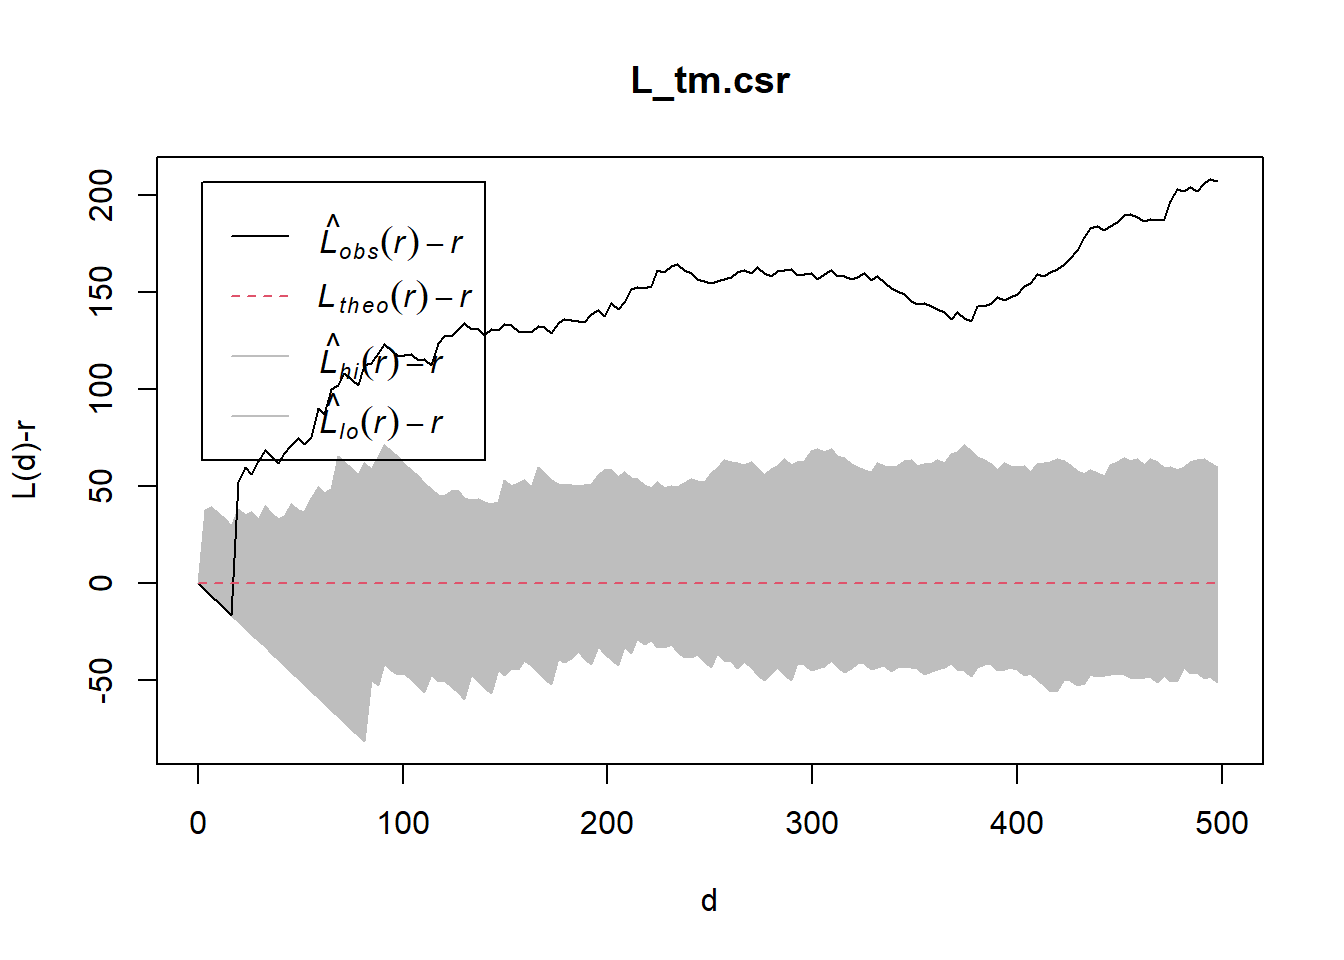 L_tm.csr
L(d)-r
200
150
100
50
0
-50
L̂obs(r) − r
Ltheo(r) − r
L̂hi(r) − r
L̂lo(r) − r
0 100 200 300 400 500
d